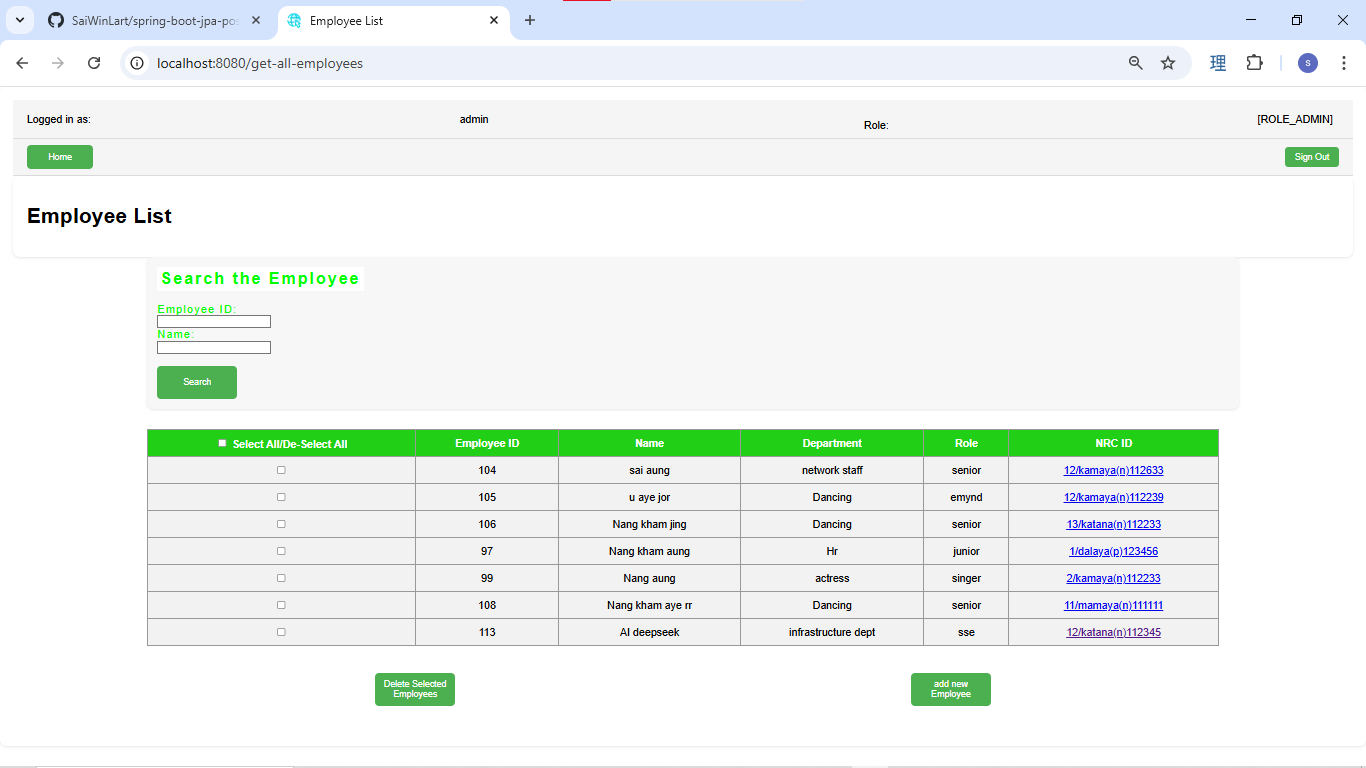 SaiWinLart/spring-boot-jpa-pos
Employee List
localhost:8080/get-all-employees
理
s
Logged in as: admin Role: [ROLE_ADMIN]
Home Sign Out
Employee List
Search the Employee
Employee ID:
Name:
Search
Select All/De-Select All Employee ID Name Department Role NRC ID
104 sai aung network staff senior 12/kamaya(n)112633
105 u aye jor Dancing emynd 12/kamaya(n)112239
106 Nang kham jing Dancing senior 13/katana(n)112233
97 Nang kham aung Hr junior 1/dalaya(p)123456
99 Nang aung actress singer 2/kamaya(n)112233
108 Nang kham aye rr Dancing senior 11/mamaya(n)111111
113 AI deepseek infrastructure dept sse 12/katana(n)112345
Delete Selected
Employees
add new
Employee